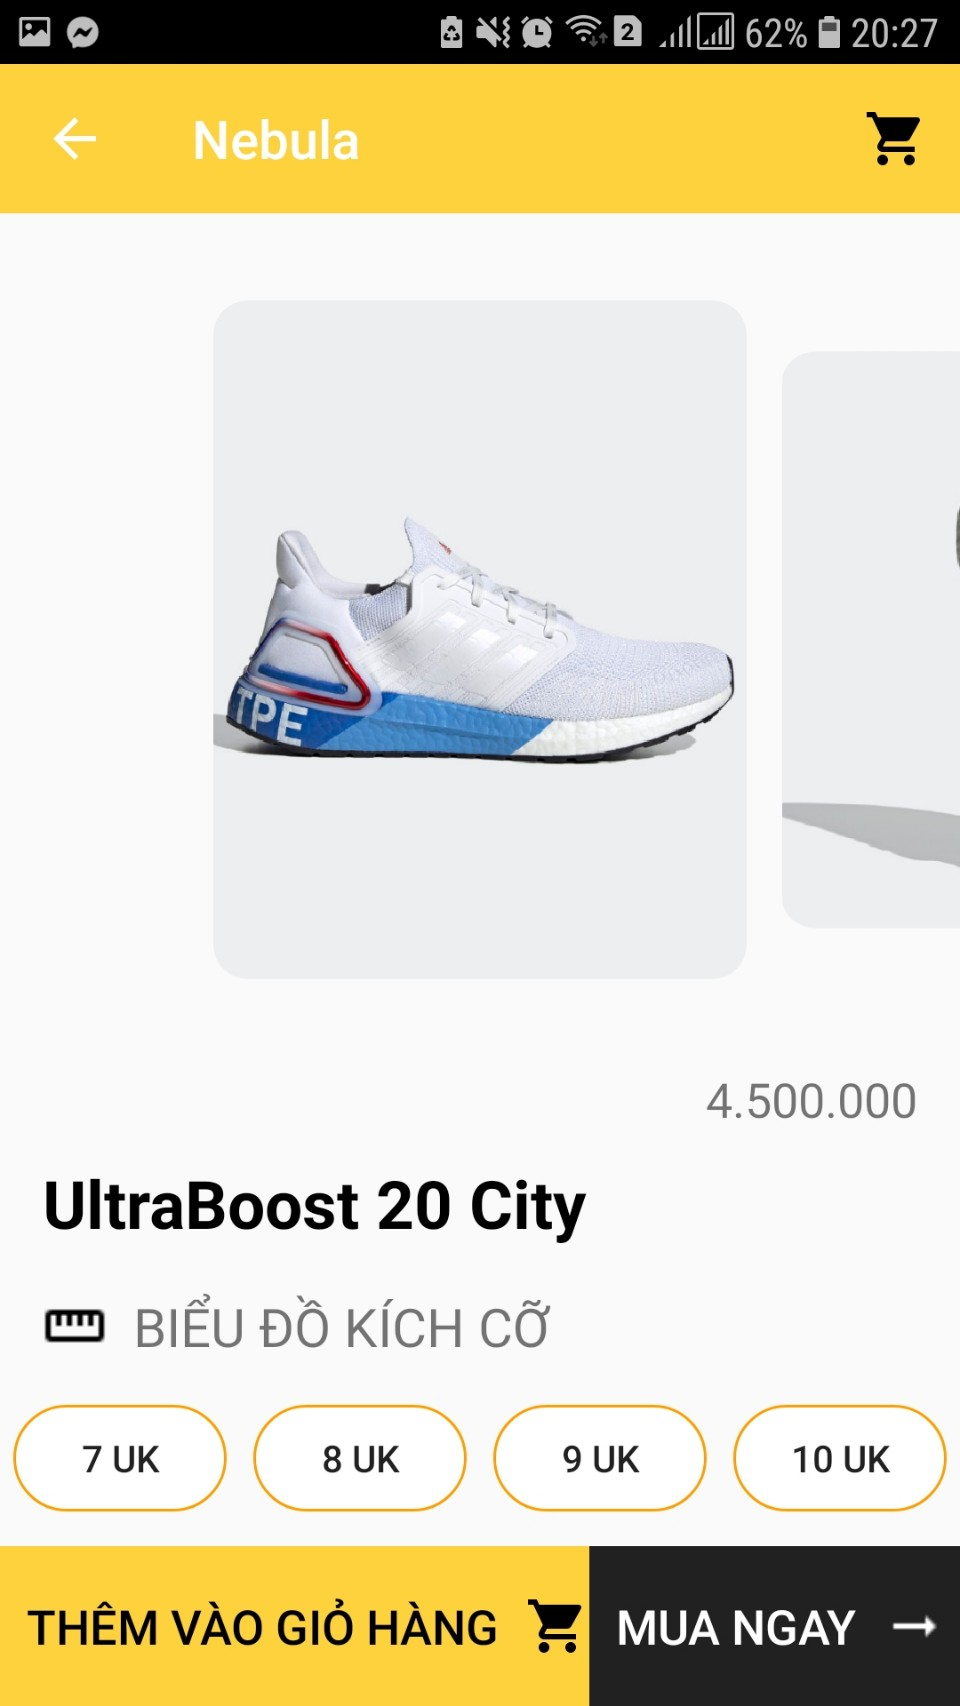 2 62% 20:27
Nebula
TPE
4.500.000
UltraBoost 20 City
BIỂU ĐỒ KÍCH CỠ
7 UK 8 UK 9 UK 10 UK
THÊM VÀO GIỎ HÀNG MUA NGAY